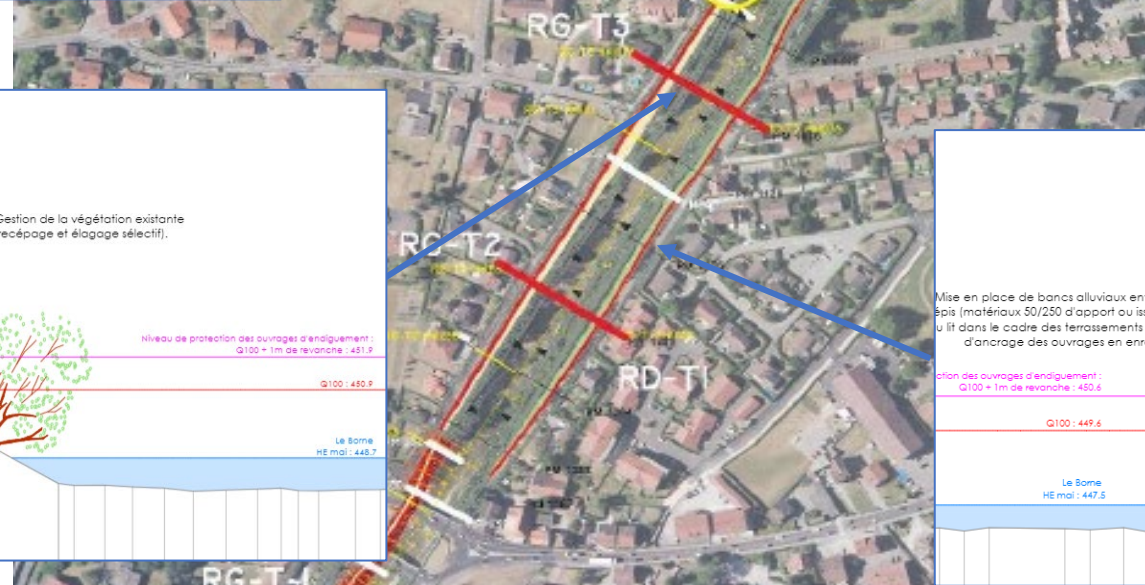 RG-T3
Gestion de la végétation existante
recépage et élagage sélectif).
Niveau de protection des ouvrages d'endiguement :
Q100 + 1m de revanche : 451.9
Q100 : 450.9
Le Borne
HE mai : 448.7
RG-T2
RD-T1
RG-T-1
Mise en place de bancs alluviaux en
épis (matériaux 50/250 d'apport ou is
u lit dans le cadre des terrassements
d'ancrage des ouvrages en enr
ction des ouvrages d'endiguement :
Q100 + 1m de revanche : 450.6
Q100 : 449.6
Le Borne
HE mai : 447.5